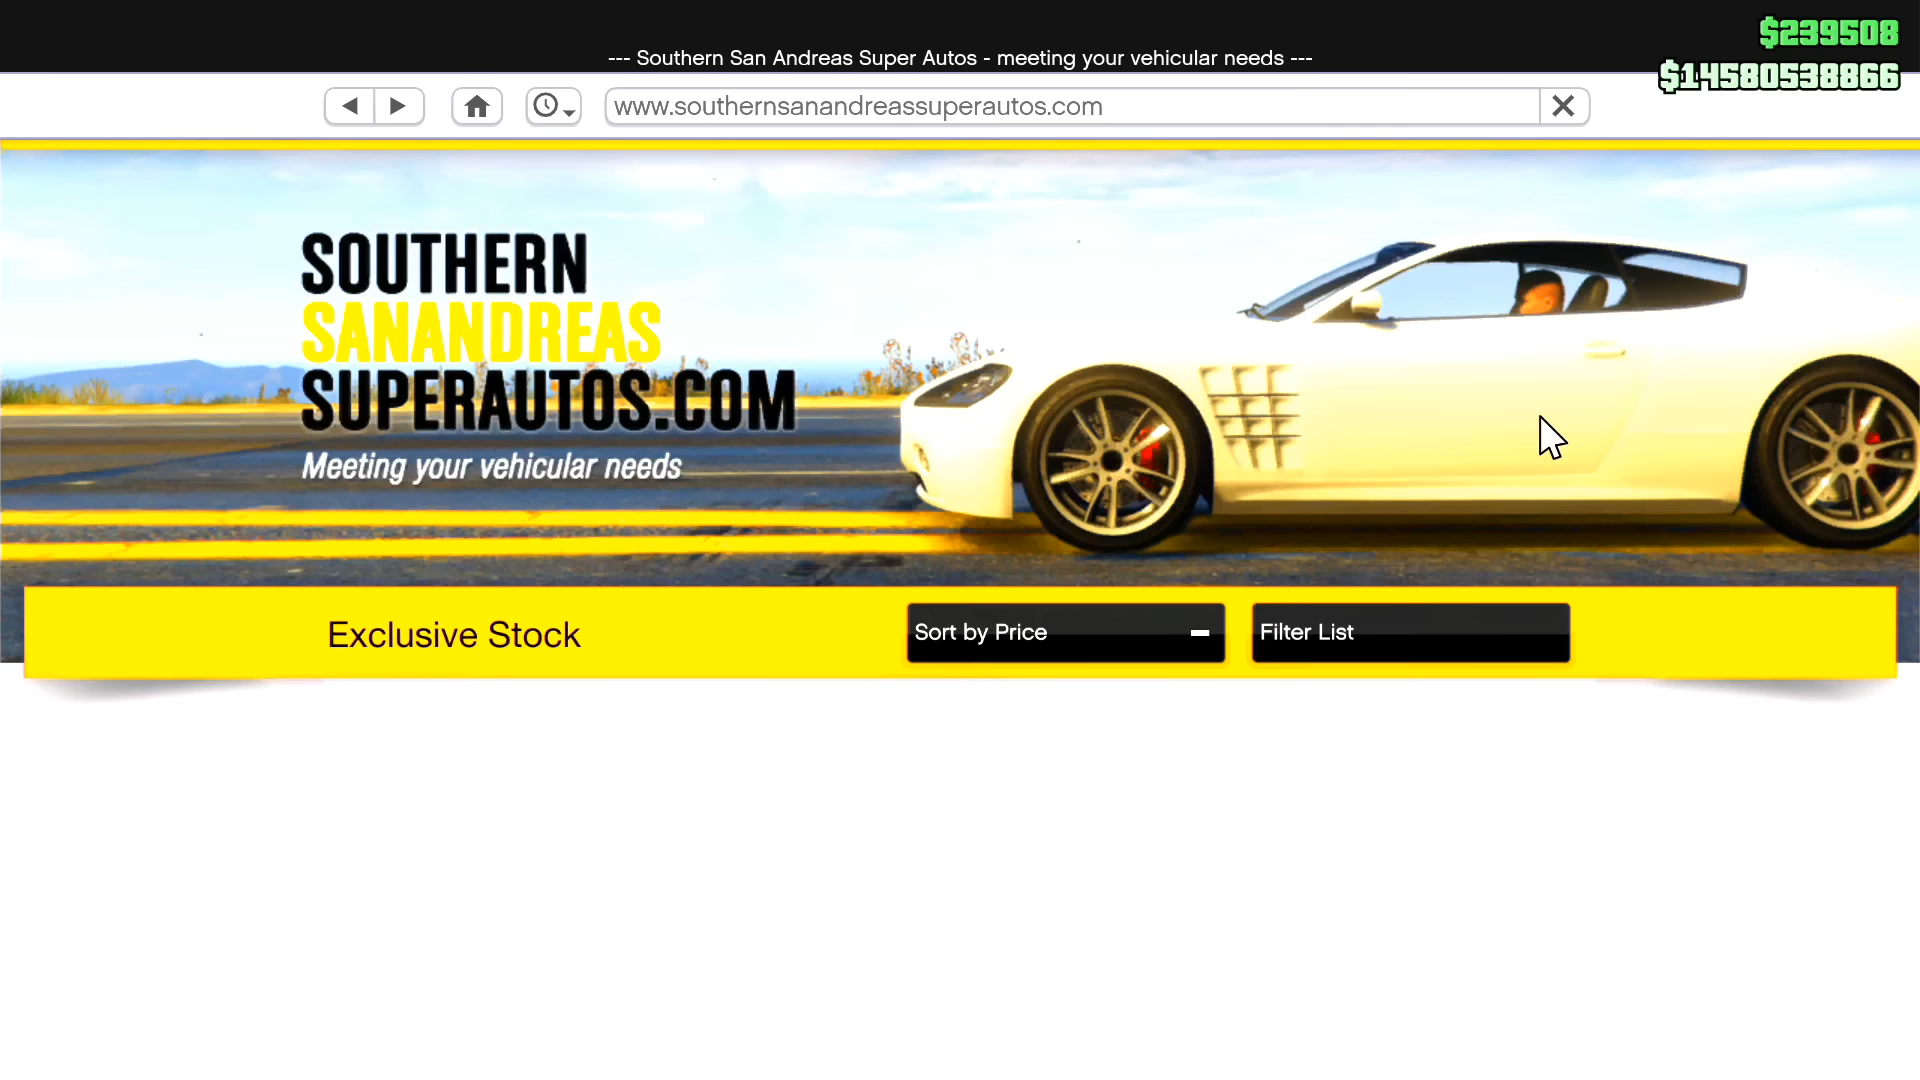 $239508
--- Southern San Andreas Super Autos - meeting your vehicular needs ---
$14580538866
www.southernsanandreassuperautos.com
SOUTHERN
SANANDREAS
SUPERAUTOS.COM
Meeting your vehicular needs
Exclusive Stock
Sort by Price
Filter List